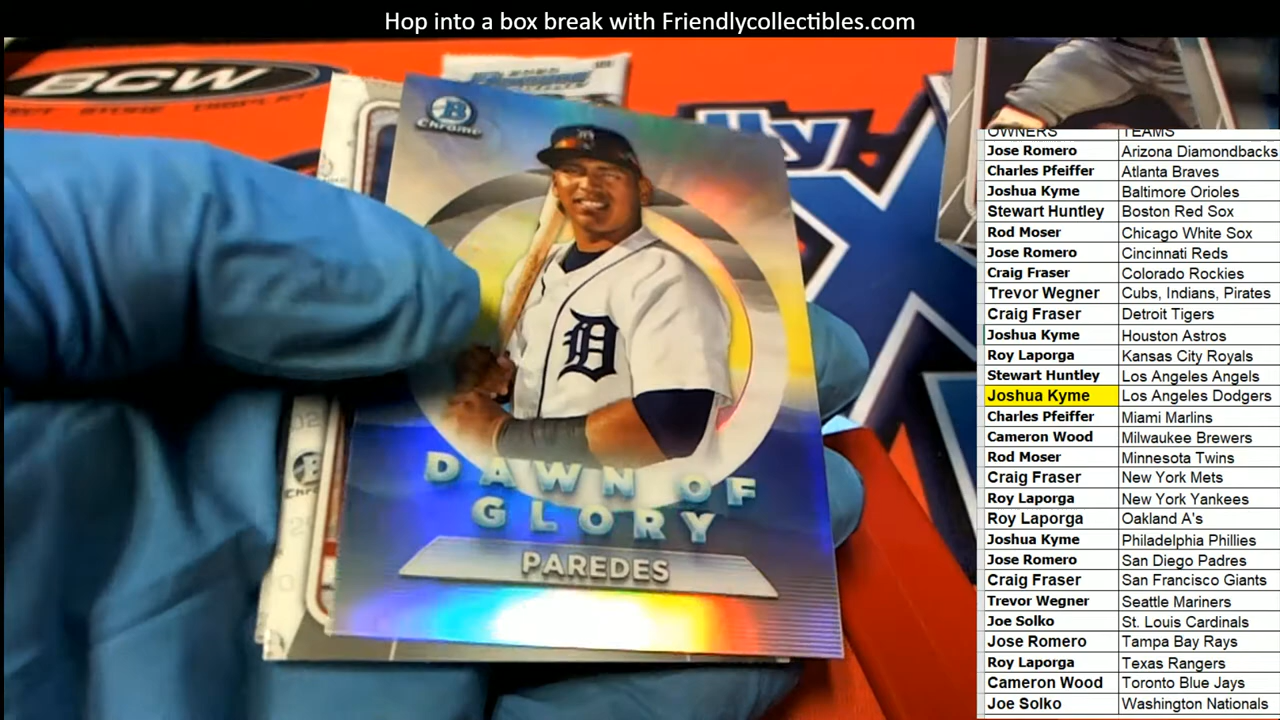 Hop into a box break with Friendlycollectibles.com
BCW
B
Chrome
D
DAWN OF
GLORY
PAREDES
OWNERS TEAMS
Jose Romero Arizona Diamondbacks
Charles Pfeiffer Atlanta Braves
Joshua Kyme Baltimore Orioles
Stewart Huntley Boston Red Sox
Rod Moser Chicago White Sox
Jose Romero Cincinnati Reds
Craig Fraser Colorado Rockies
Trevor Wegner Cubs, Indians, Pirates
Craig Fraser Detroit Tigers
Joshua Kyme Houston Astros
Roy Laporga Kansas City Royals
Stewart Huntley Los Angeles Angels
Joshua Kyme Los Angeles Dodgers
Charles Pfeiffer Miami Marlins
Cameron Wood Milwaukee Brewers
Rod Moser Minnesota Twins
Craig Fraser New York Mets
Roy Laporga New York Yankees
Roy Laporga Oakland A's
Joshua Kyme Philadelphia Phillies
Jose Romero San Diego Padres
Craig Fraser San Francisco Giants
Trevor Wegner Seattle Mariners
Joe Solko St. Louis Cardinals
Jose Romero Tampa Bay Rays
Roy Laporga Texas Rangers
Cameron Wood Toronto Blue Jays
Joe Solko Washington Nationals